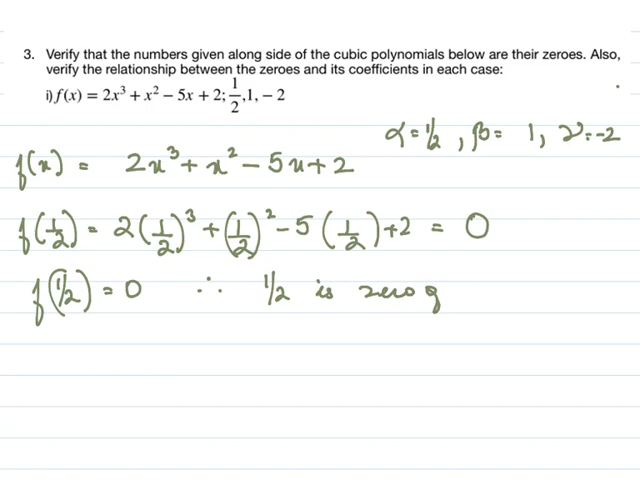 3. Verify that the numbers given along side of the cubic polynomials below are their zeroes. Also,
verify the relationship between the zeroes and its coefficients in each case:
i) f(x) = 2x³ + x² − 5x + 2; 1/2, 1, − 2
α = 1/2 , β = 1, γ = -2
f(x) = 2x³ + x² − 5x + 2
f(1/2) = 2(1/2)³ + (1/2)² − 5(1/2) + 2 = 0
f(1/2) = 0 ∴ 1/2 is zero of